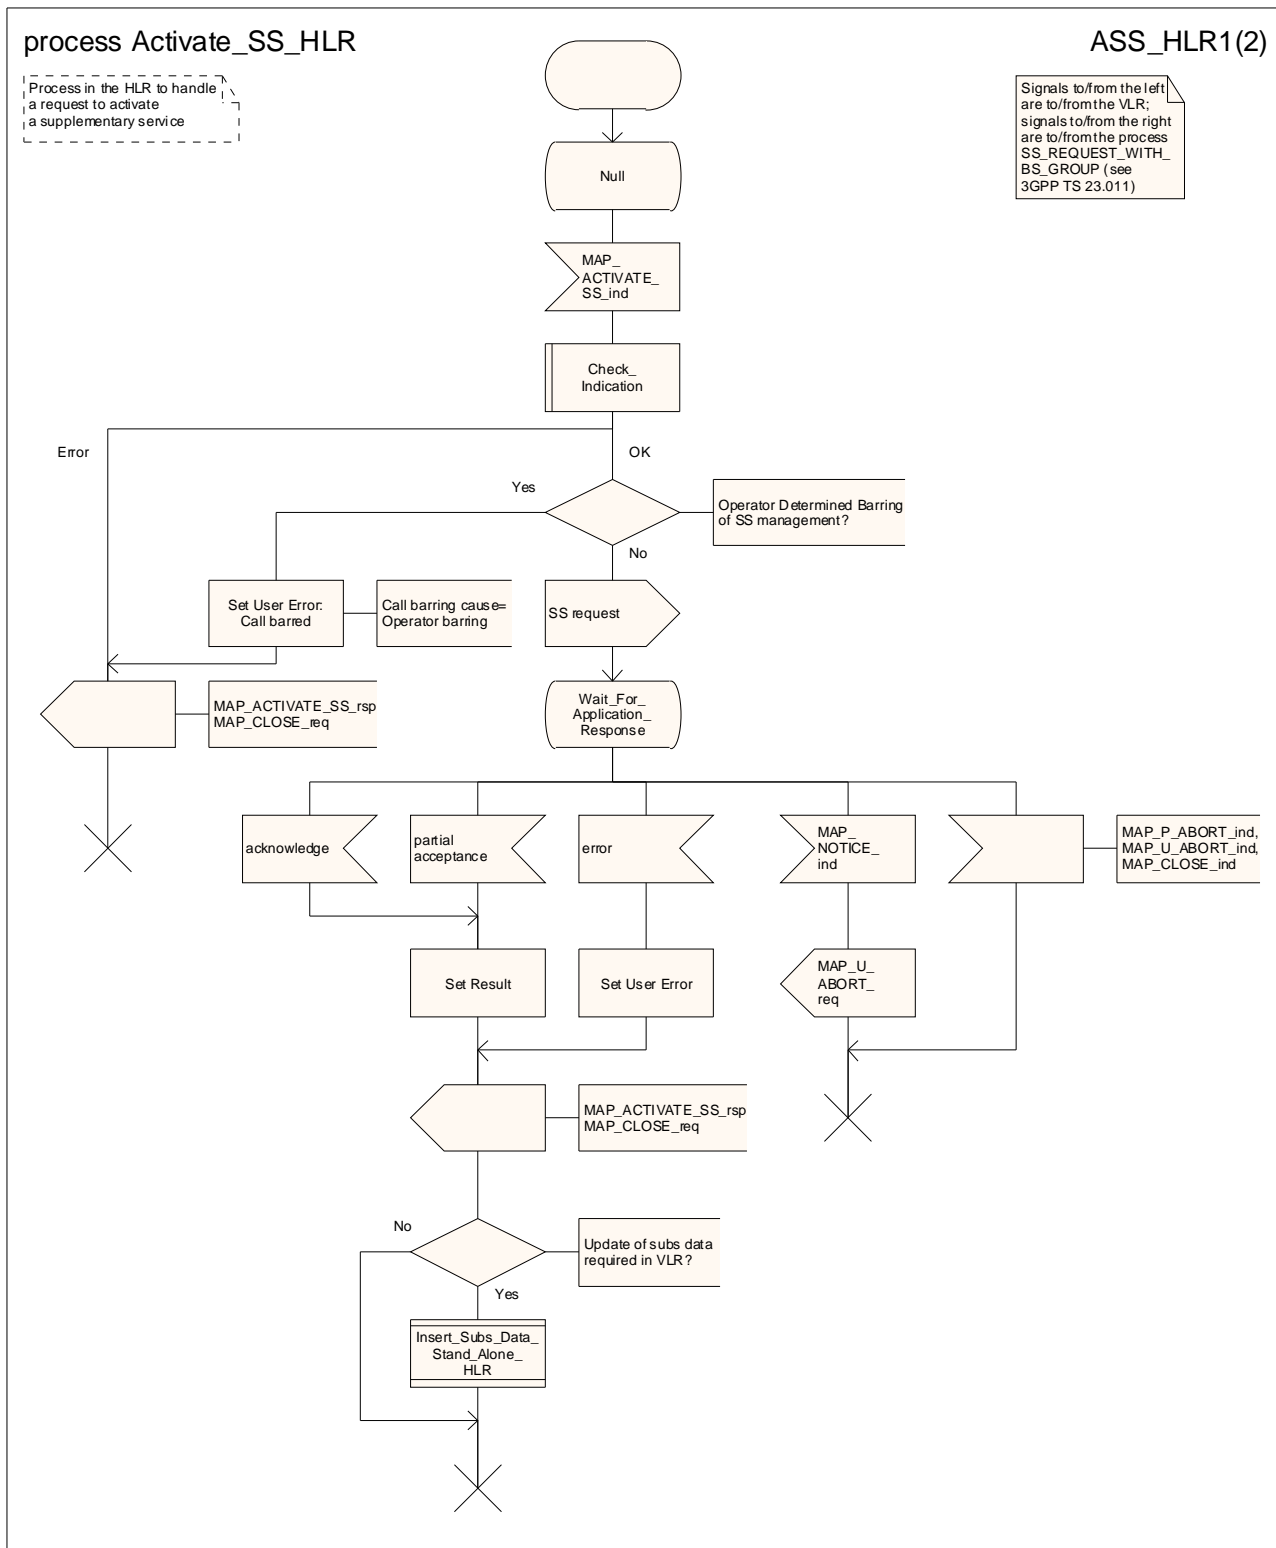 process Activate_SS_HLR
ASS_HLR1(2)
Process in the HLR to handle
a request to activate
a supplementary service
Signals to/from the left
are to/from the VLR;
signals to/from the right
are to/from the process
SS_REQUEST_WITH_
BS_GROUP (see
3GPP TS 23.011)
Null
MAP_
ACTIVATE_
SS_ind
Check_
Indication
Error
OK
Yes
Operator Determined Barring
of SS management?
No
Set User Error:
Call barred
Call barring cause=
Operator barring
SS request
MAP_ACTIVATE_SS_rsp
MAP_CLOSE_req
Wait_For_
Application_
Response
acknowledge
partial
acceptance
error
MAP_
NOTICE_
ind
MAP_P_ABORT_ind,
MAP_U_ABORT_ind,
MAP_CLOSE_ind
Set Result
Set User Error
MAP_U_
ABORT_
req
MAP_ACTIVATE_SS_rsp
MAP_CLOSE_req
No
Update of subs data
required in VLR?
Yes
Insert_Subs_Data_
Stand_Alone_
HLR